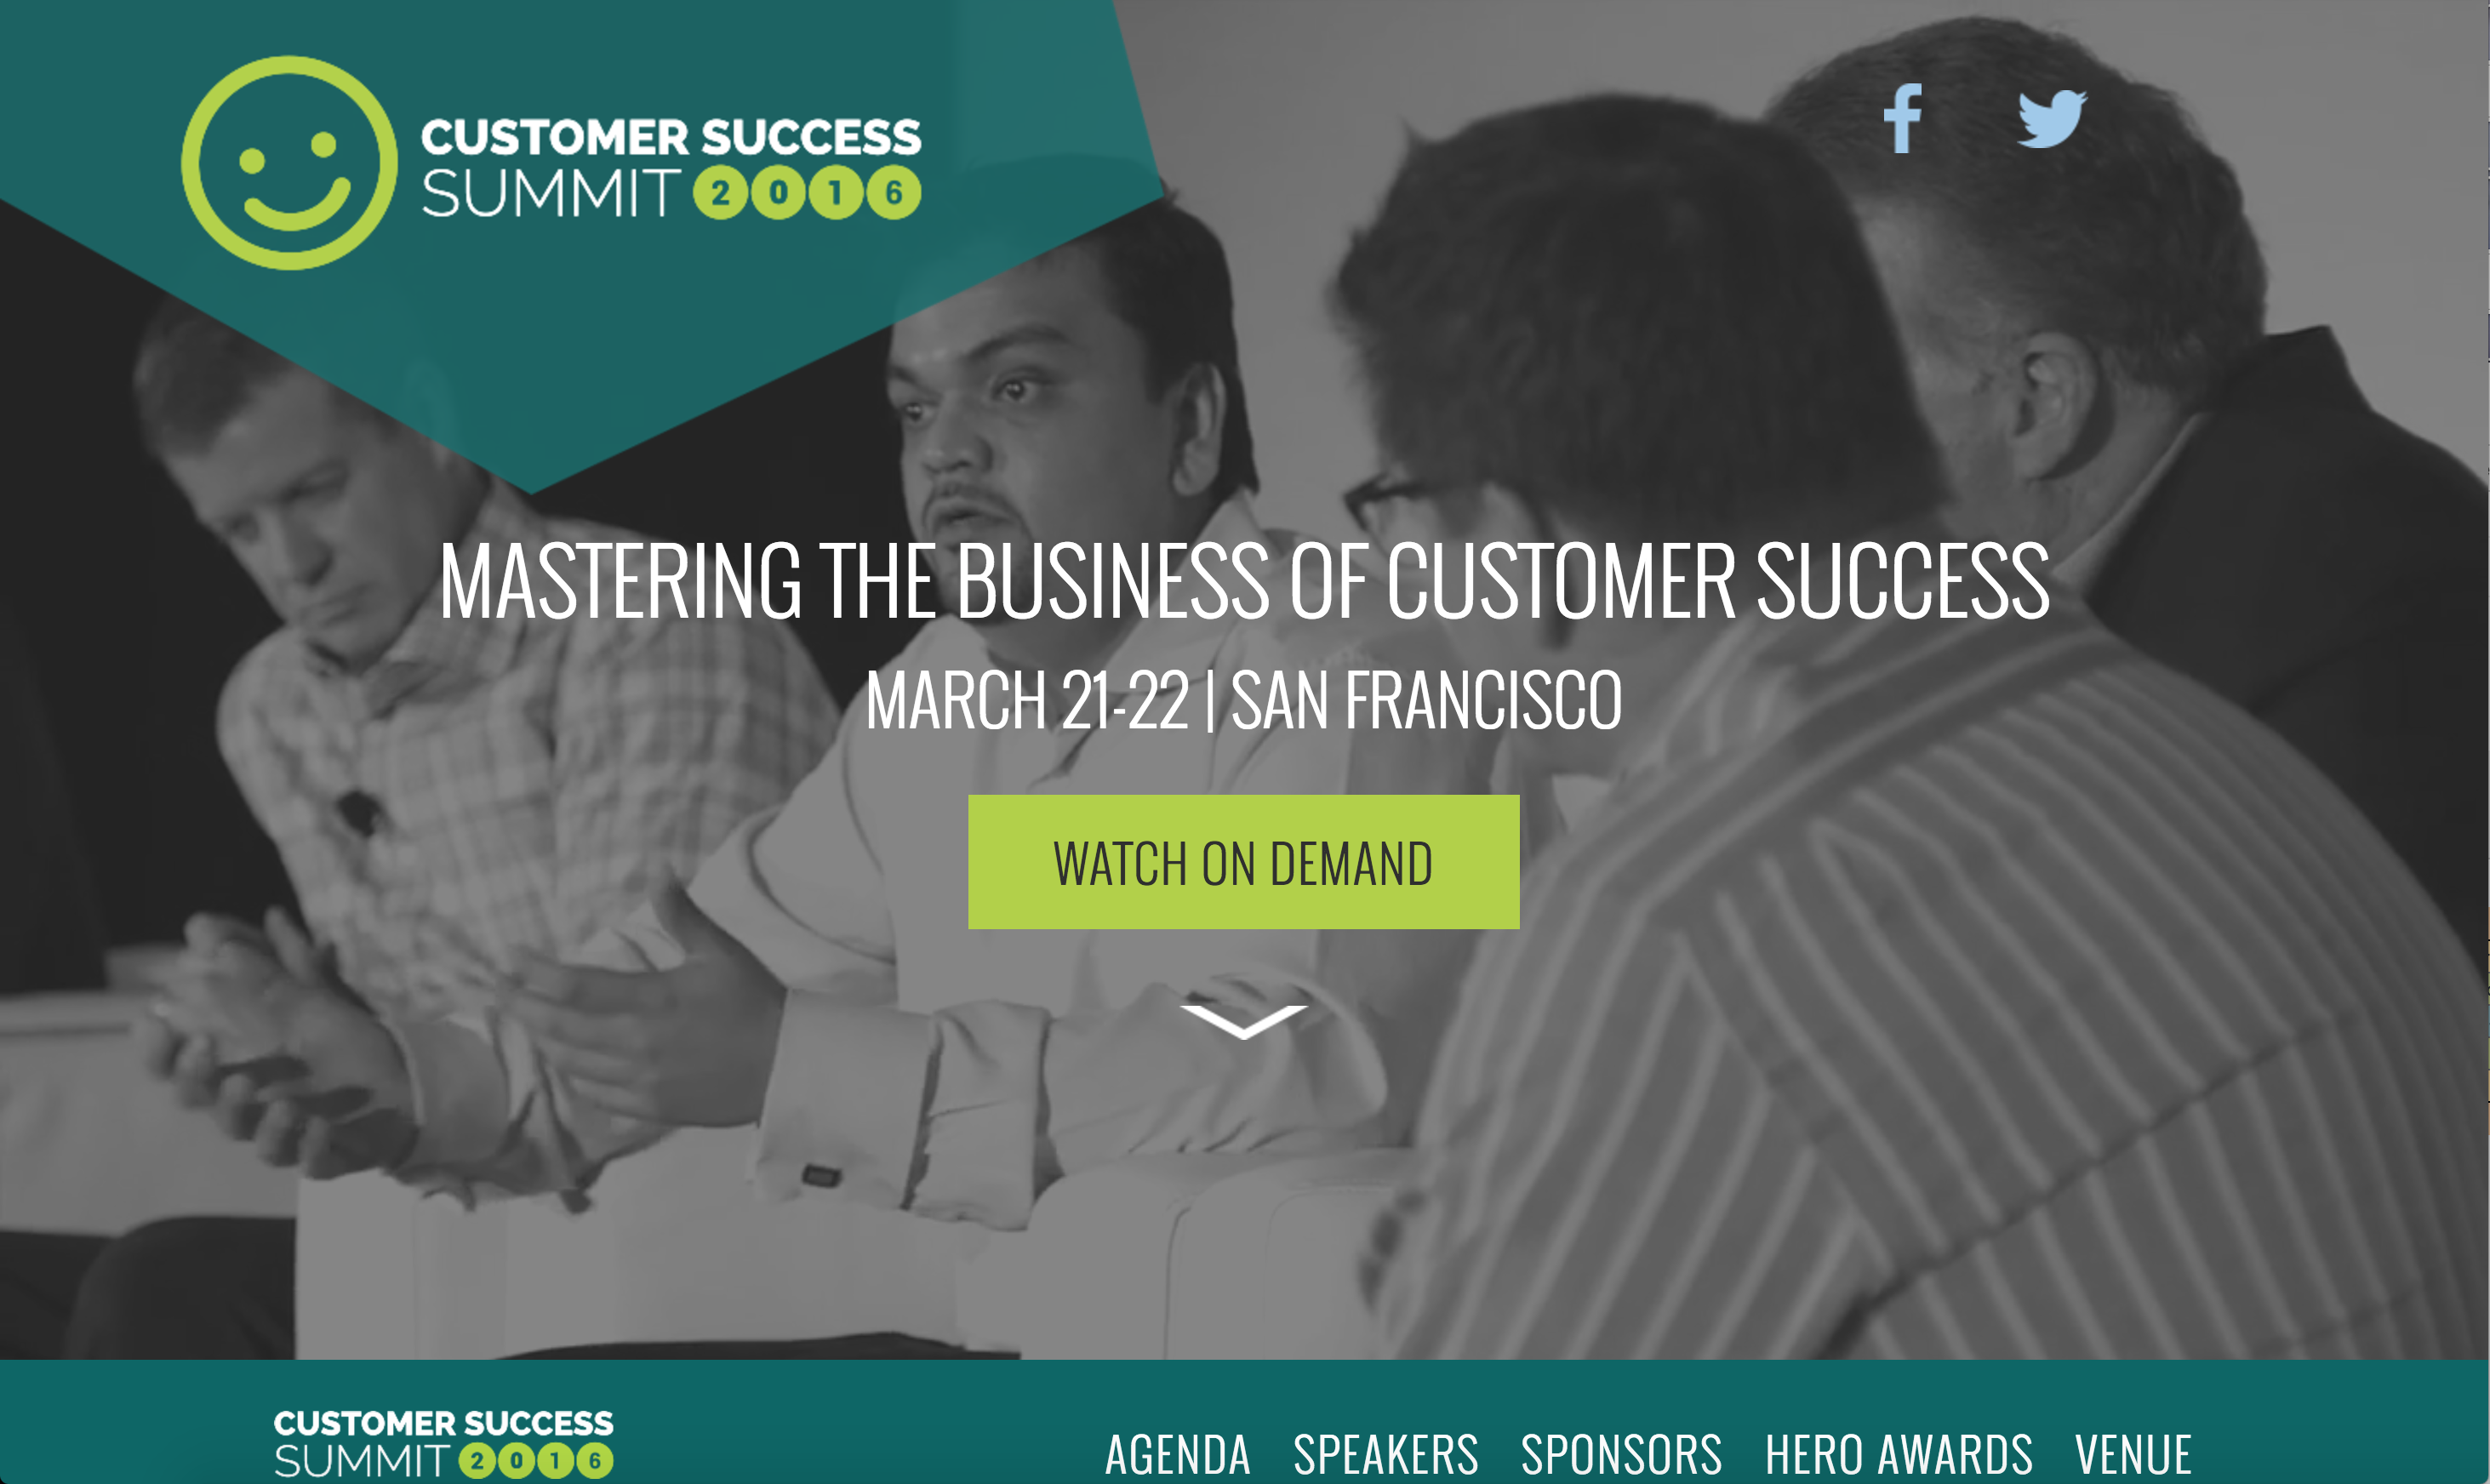 CUSTOMER SUCCESS
SUMMIT 2016
MASTERING THE BUSINESS OF CUSTOMER SUCCESS
MARCH 21-22 | SAN FRANCISCO
WATCH ON DEMAND
CUSTOMER SUCCESS
SUMMIT 2016
AGENDA SPEAKERS SPONSORS HERO AWARDS VENUE